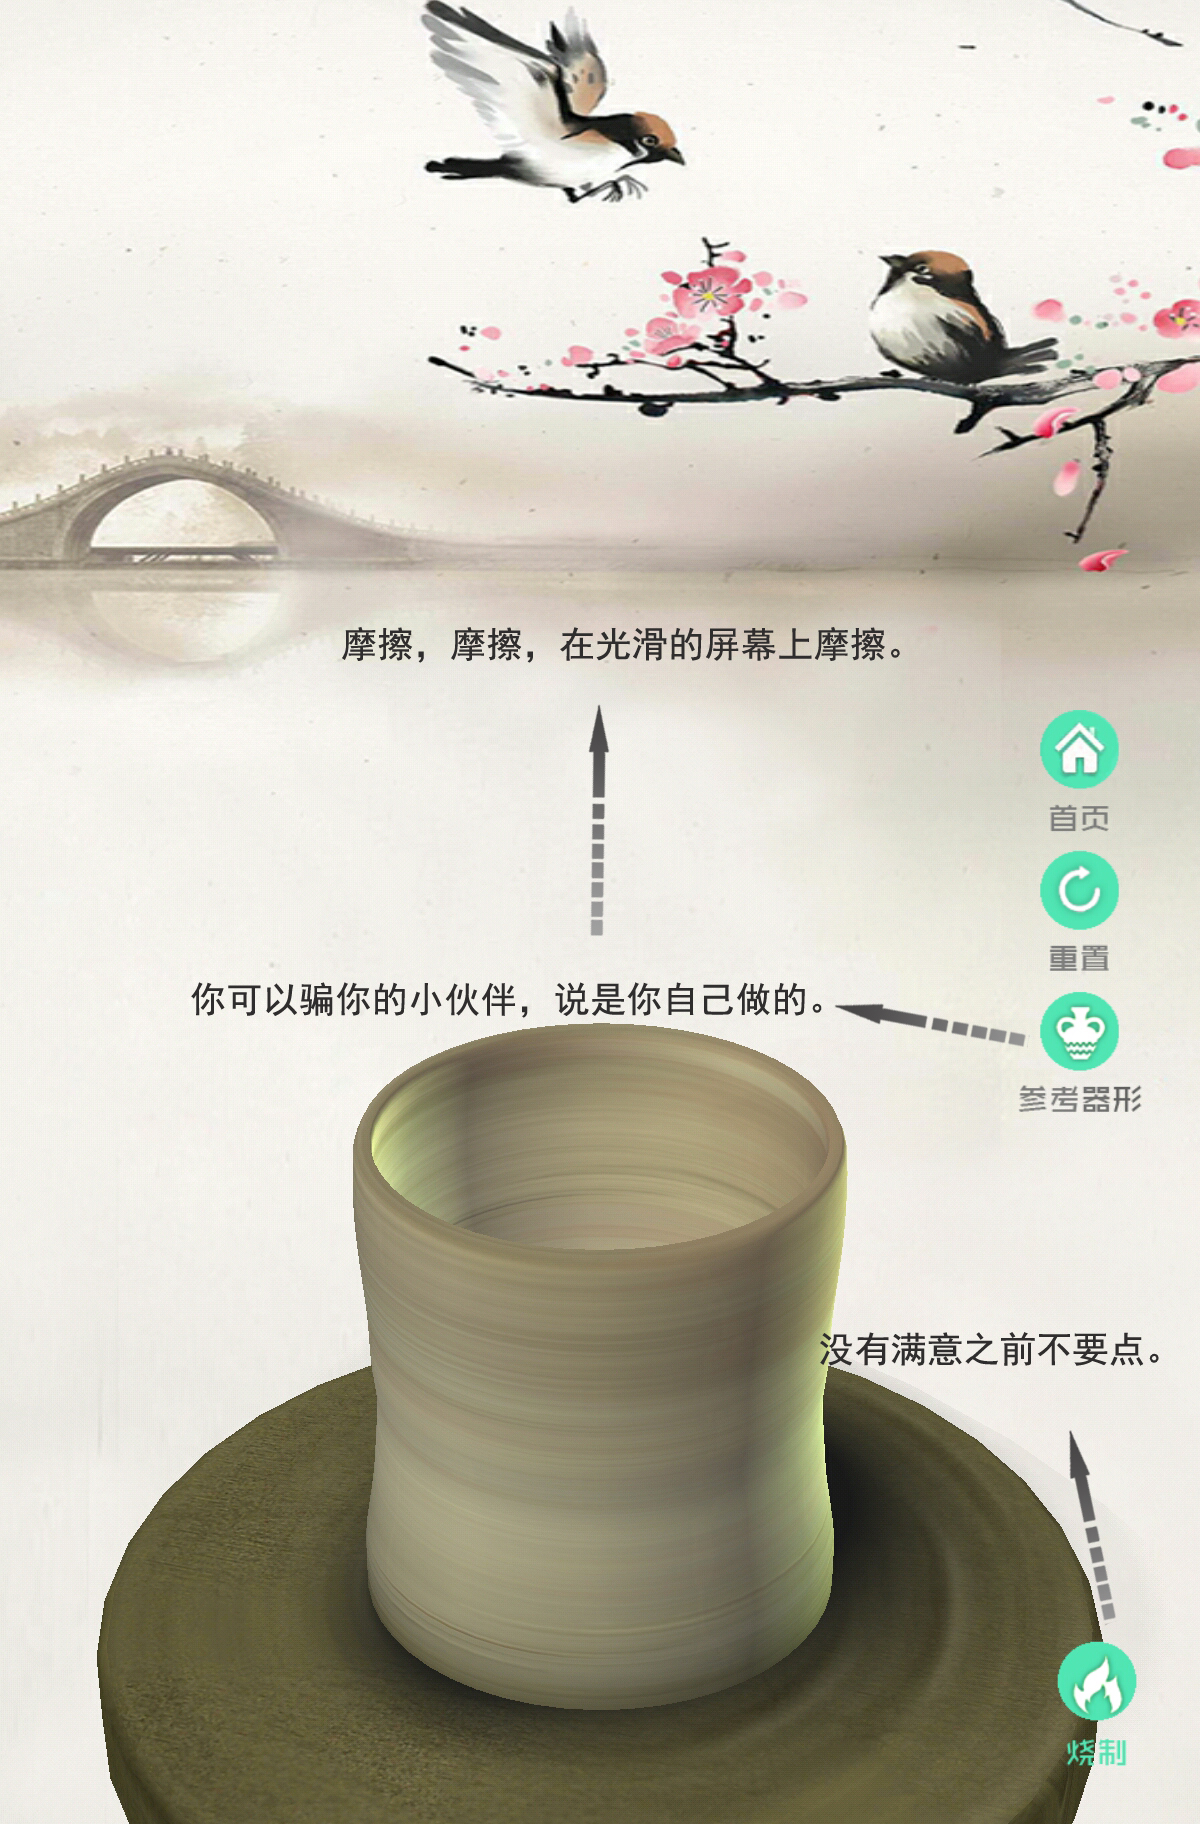 摩擦，摩擦，在光滑的屏幕上摩擦。
首页
重置
你可以骗你的小伙伴，说是你自己做的。
参考器形
没有满意之前不要点。
烧制